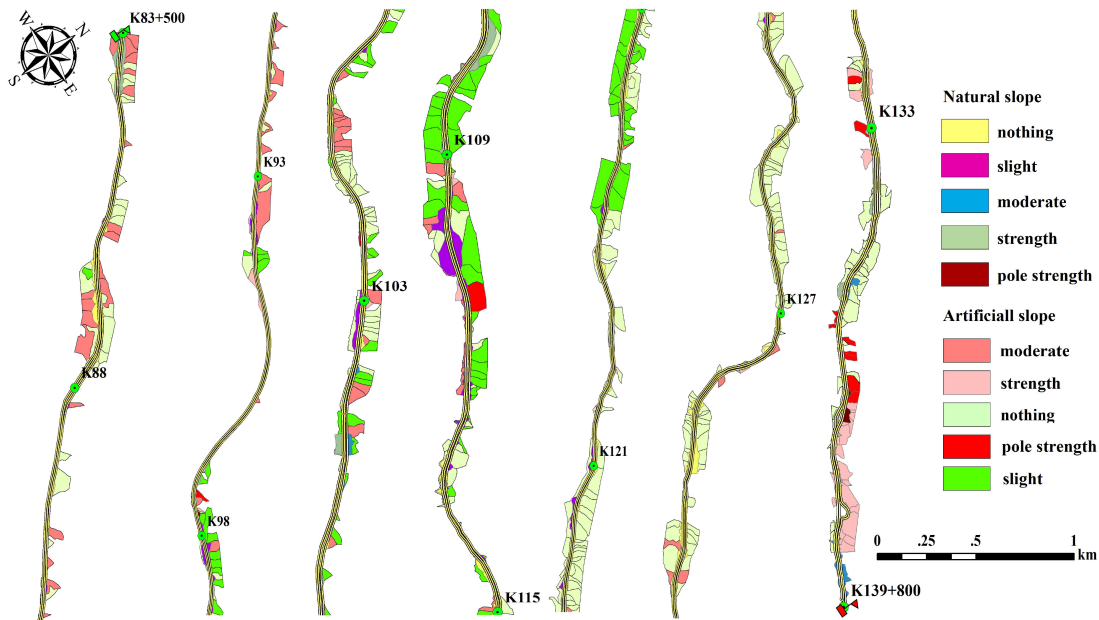 W
N
S
E
K83+500
K88
K93
K98
K103
K109
K115
K121
K127
K133
K139+800
Natural slope
nothing
slight
moderate
strength
pole strength
Artificiall slope
moderate
strength
nothing
pole strength
slight
0 .25 .5 1
km